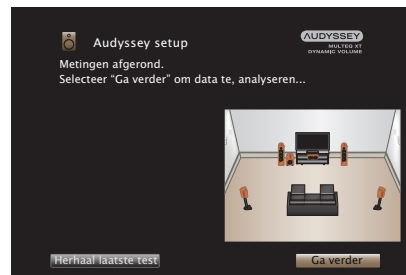 Audyssey setup
AUDYSSEY
MULTEQ XT
DYNAMIC VOLUME
Metingen afgerond.
Selecteer “Ga verder” om data te, analyseren...
Herhaal laatste test
Ga verder